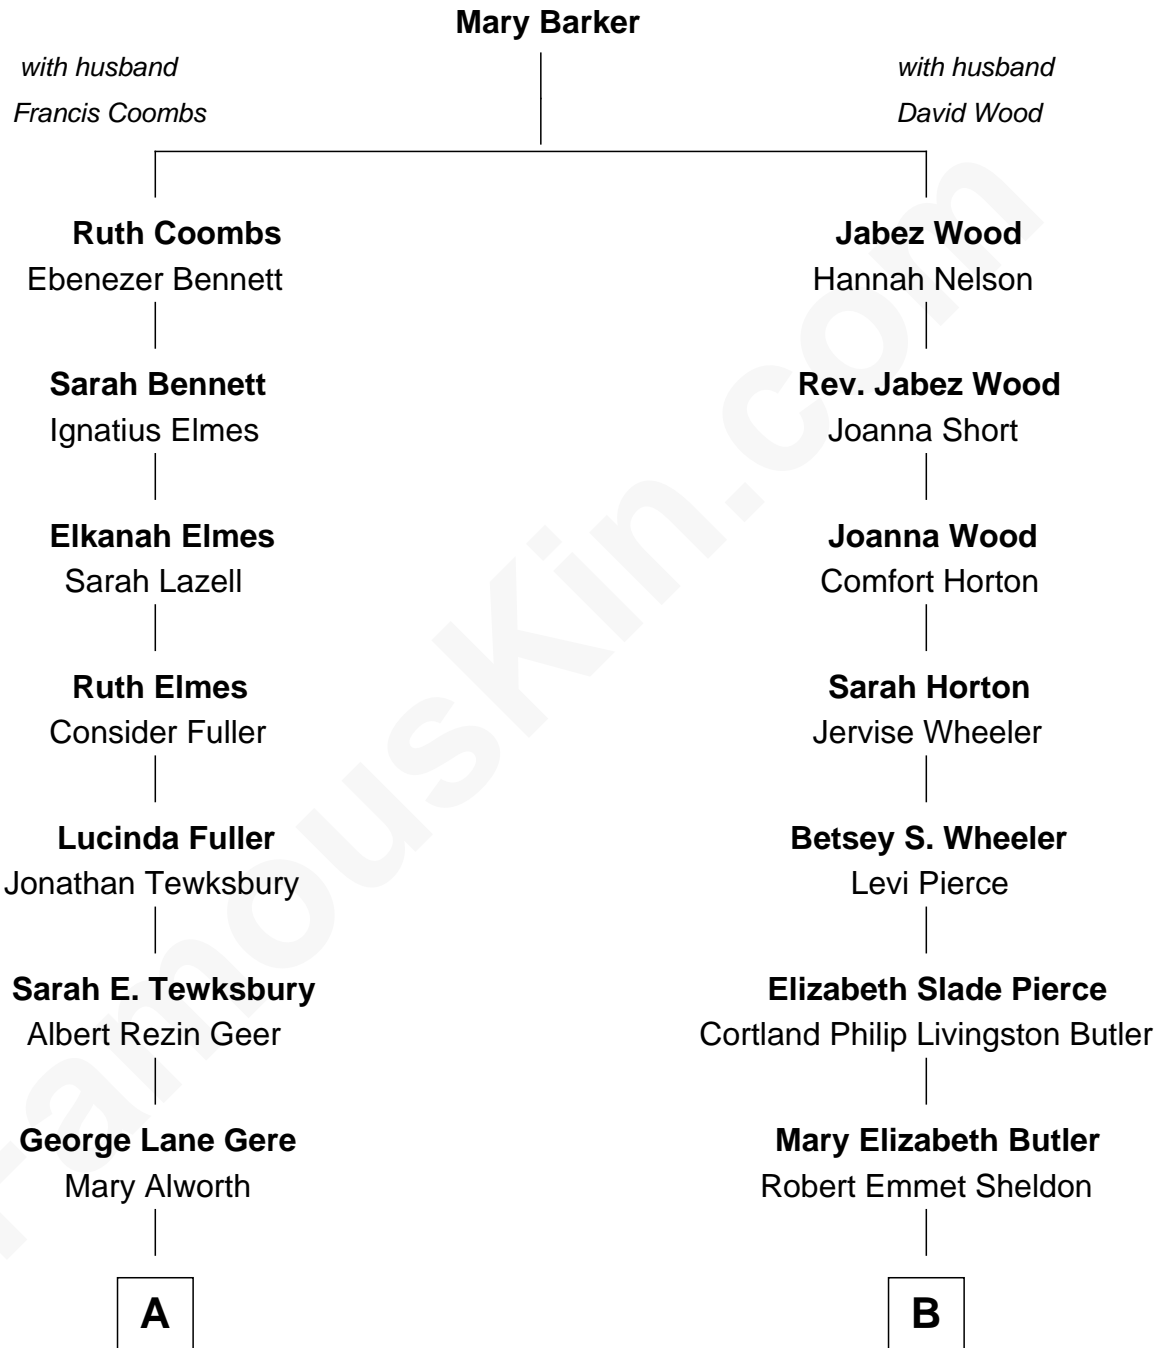 Mary Barker
with husband
Francis Coombs
with husband
David Wood
Ruth Coombs
Ebenezer Bennett
Jabez Wood
Hannah Nelson
Sarah Bennett
Ignatius Elmes
Rev. Jabez Wood
Joanna Short
Elkanah Elmes
Sarah Lazell
Joanna Wood
Comfort Horton
Ruth Elmes
Consider Fuller
Sarah Horton
Jervise Wheeler
Lucinda Fuller
Jonathan Tewksbury
Betsey S. Wheeler
Levi Pierce
Sarah E. Tewksbury
Albert Rezin Geer
Elizabeth Slade Pierce
Cortland Philip Livingston Butler
George Lane Gere
Mary Alworth
Mary Elizabeth Butler
Robert Emmet Sheldon
A
B
FamousKin.com